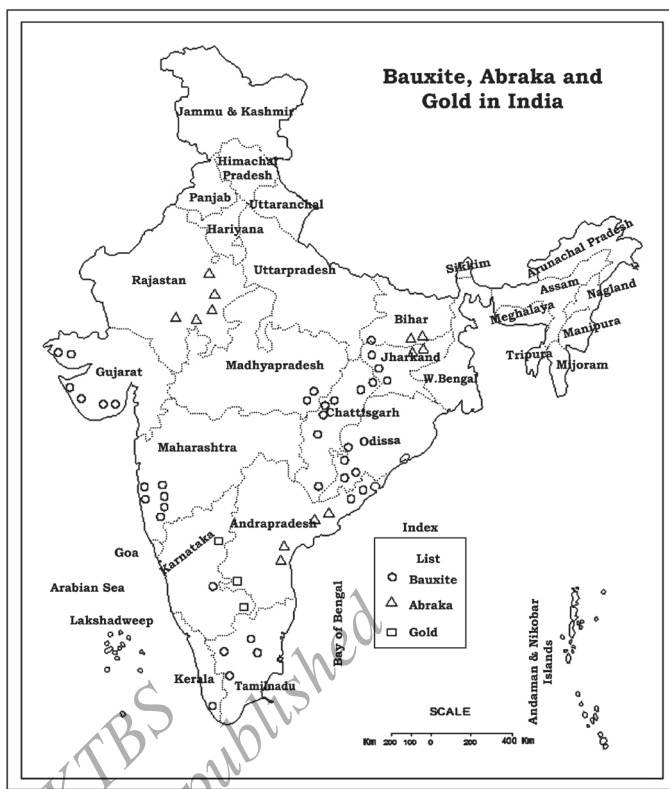 Bauxite, Abraka and
Gold in India
Jammu & Kashmir
Himachal
Pradesh
Panjab
Uttaranchal
Hariyana
Rajastan
Uttarpradesh
Sikkim
Arunachal Pradesh
Assam
Nagland
Meghalaya
Manipura
Bihar
Jharkand
Tripura
Mijoram
W.Bengal
Gujarat
Madhyapradesh
Chattisgarh
Odissa
Maharashtra
Andrapradesh
Goa
Karnataka
Arabian Sea
Lakshadweep
Bay of Bengal
Kerala
Tamilnadu
Andaman & Nikobar
Islands
Index
List
Bauxite
Abraka
Gold
SCALE
Km 200 100 0 200 400 Km
KTBS
republished